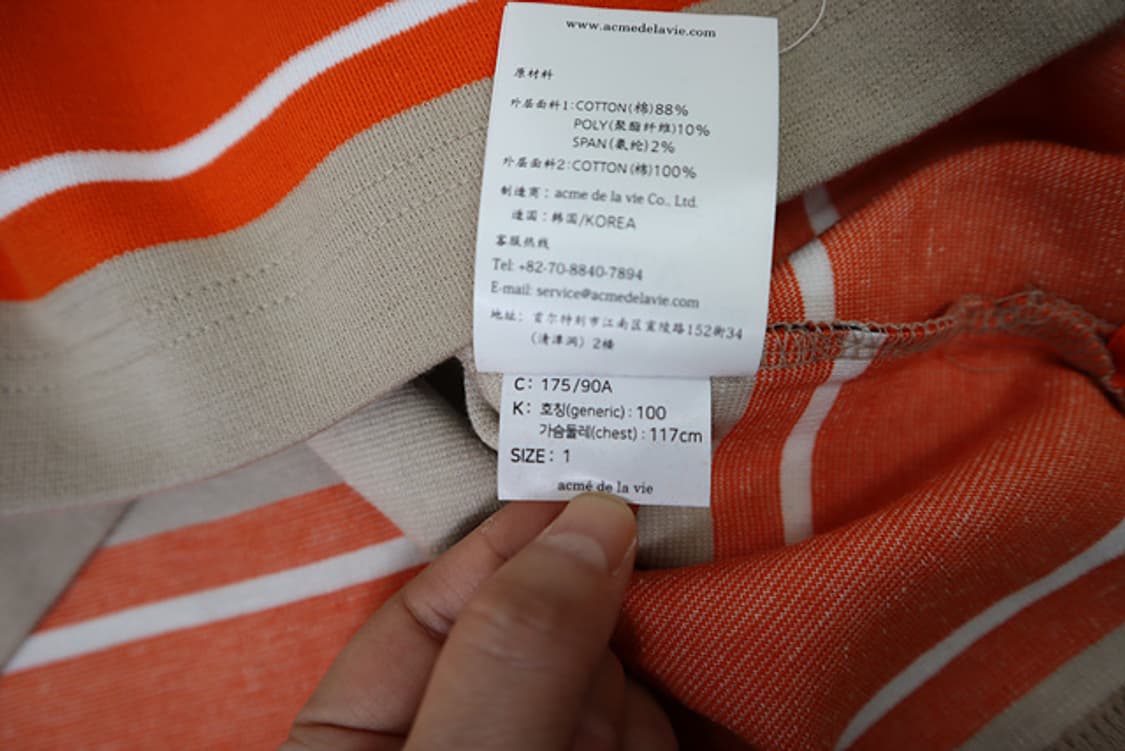 www.acmedelavie.com
原材料
外层面料1:COTTON(棉)88%
POLY(聚酯纤维)10%
SPAN(氨纶)2%
外层面料2:COTTON(棉)100%
制造商: acme de la vie Co., Ltd.
造国:韩国/KOREA
客服热线
Tel: +82-70-8840-7894
E-mail: service@acmedelavie.com
地址: 首尔特别市江南区宣陵路152街34
(清潭洞) 2楼
C: 175/90A
K: 호칭(generic) : 100
가슴둘레(chest) : 117cm
SIZE: 1
acmé de la vie